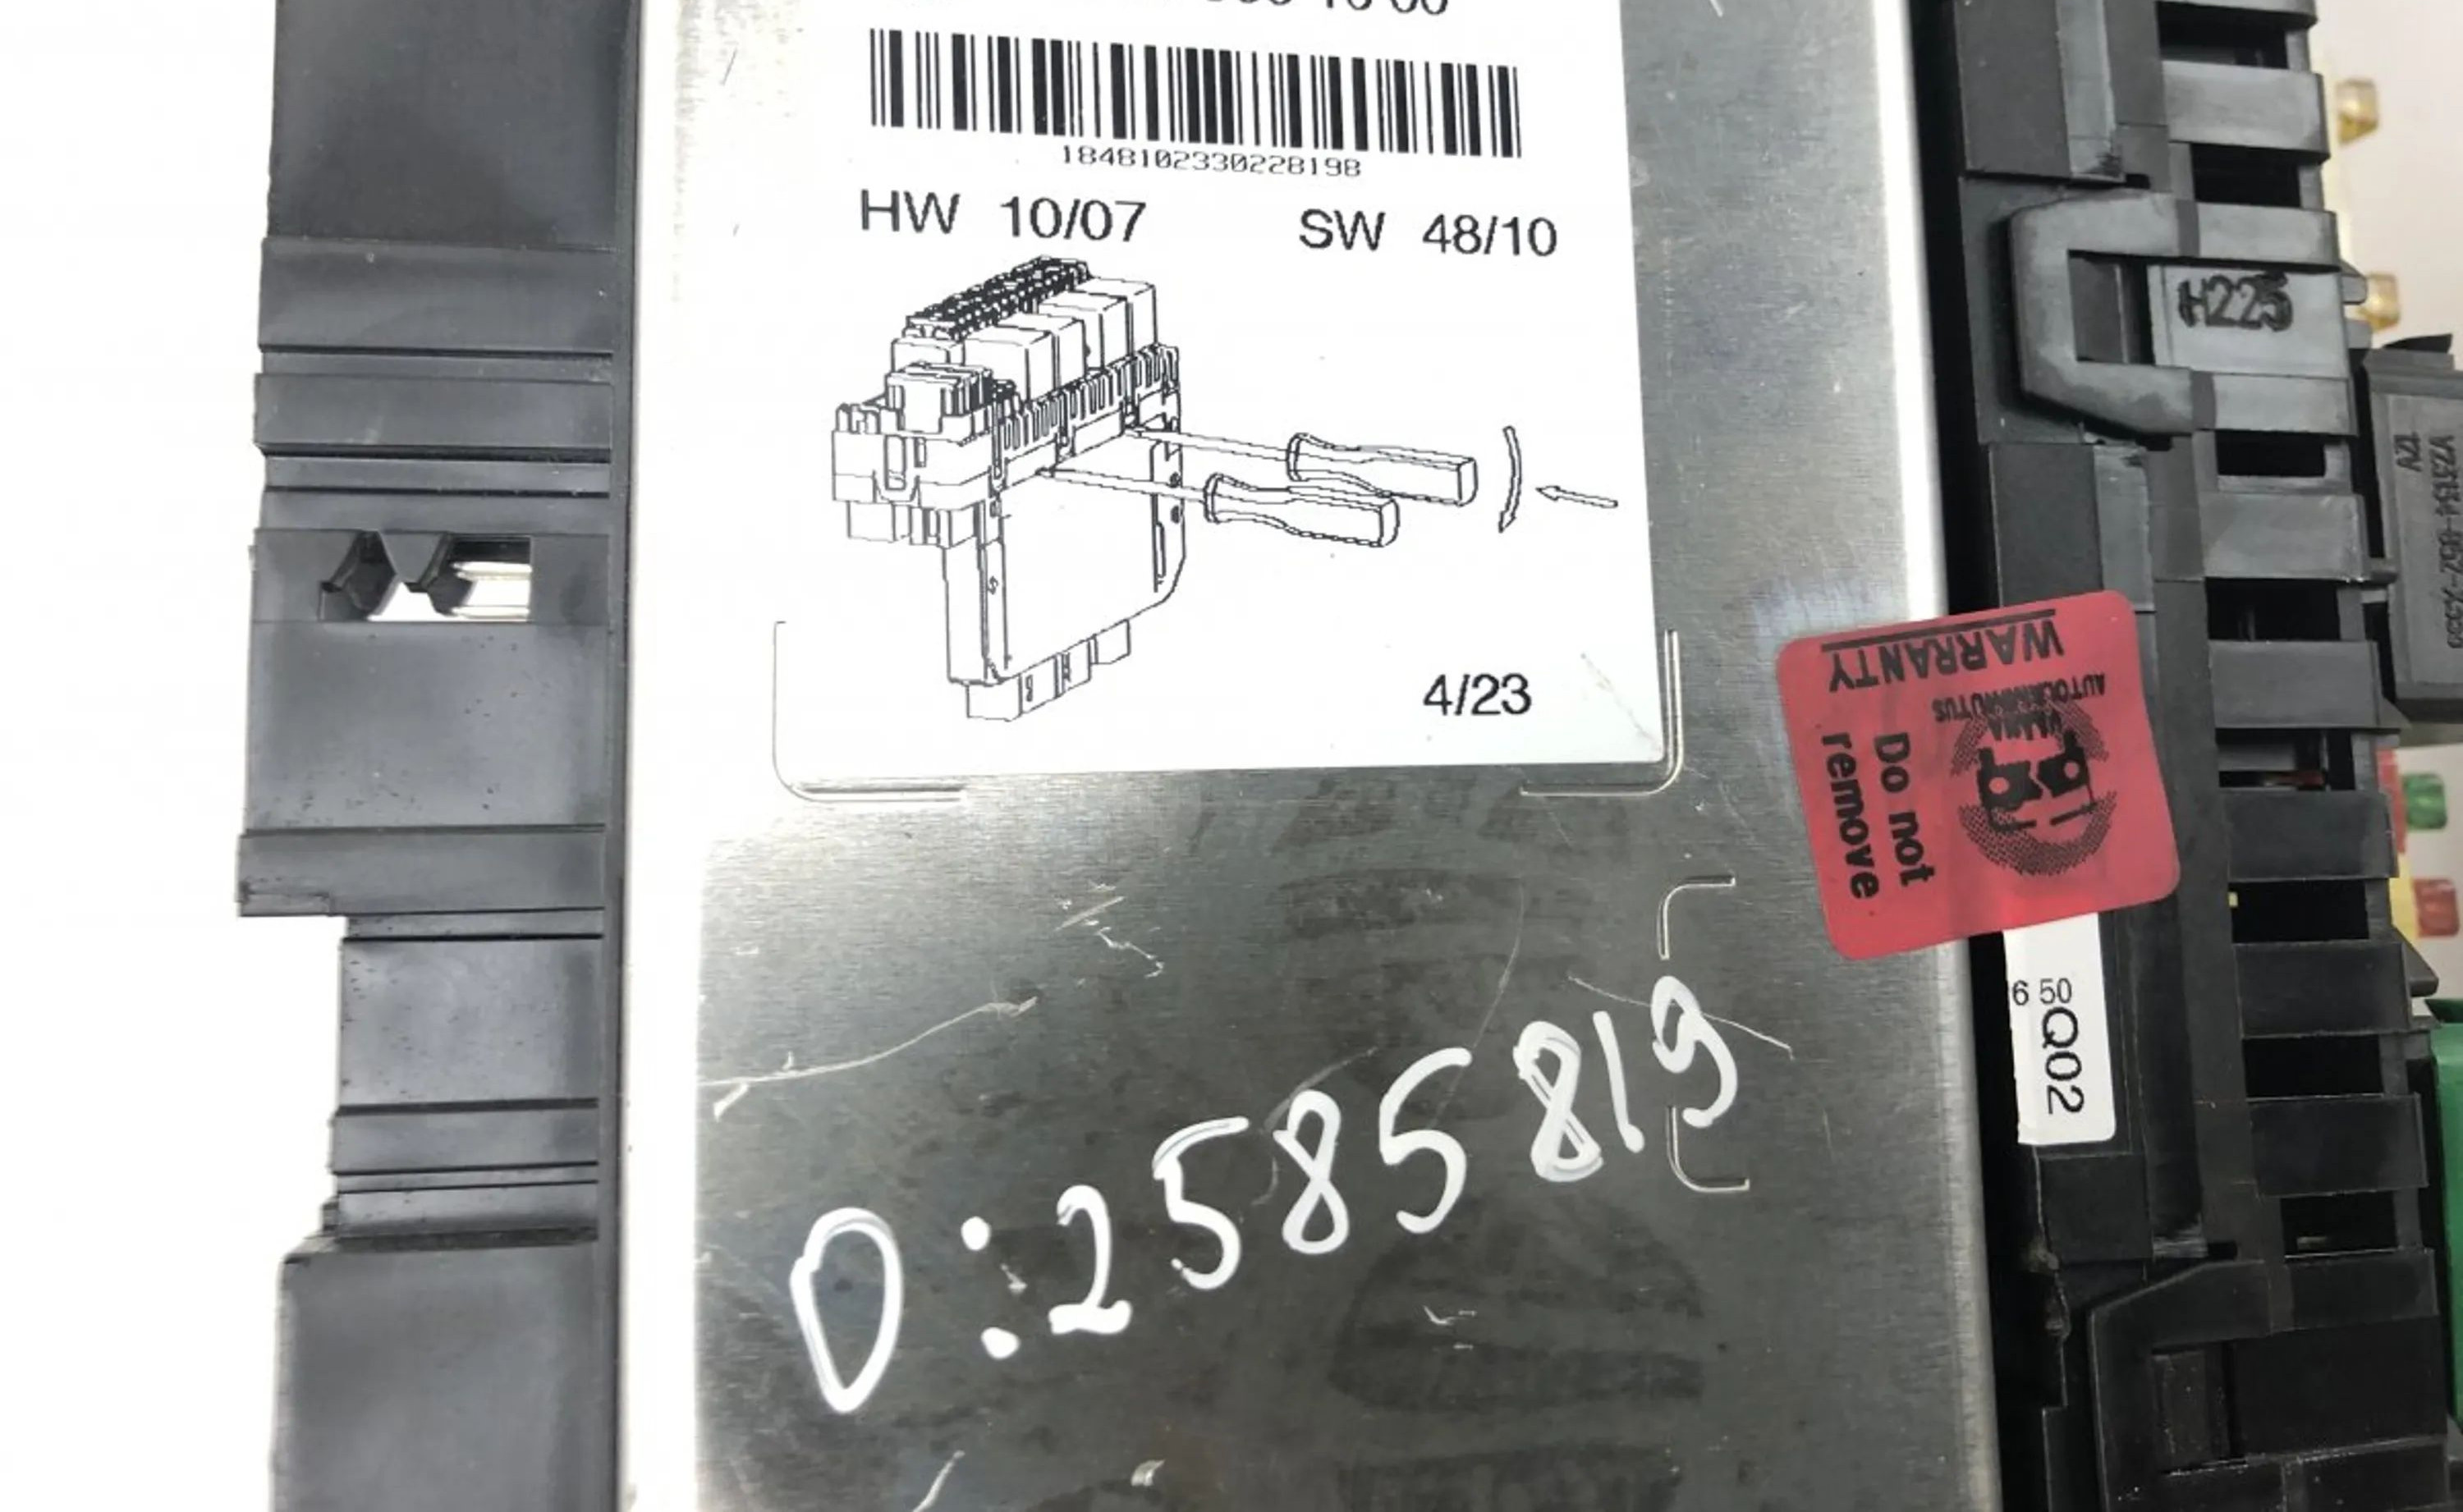 1848102330228198
HW 10/07 SW 48/10
H225
4/23
WARRANTY
Do not
remove
6 50
Q02
0:2585819